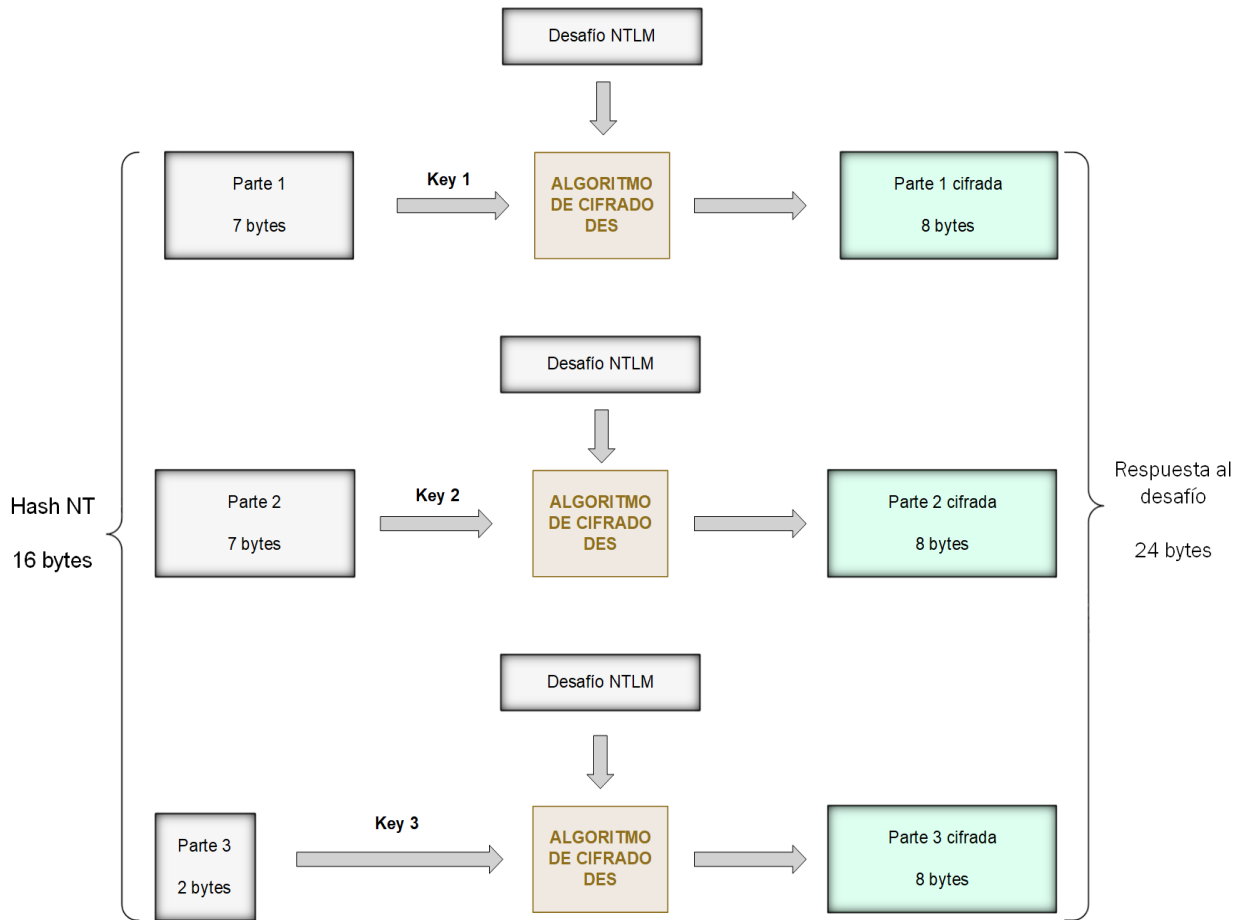 Desafío NTLM
Parte 1
7 bytes
Key 1
ALGORITMO
DE CIFRADO
DES
Parte 1 cifrada
8 bytes
Desafío NTLM
Hash NT
16 bytes
Parte 2
7 bytes
Key 2
ALGORITMO
DE CIFRADO
DES
Parte 2 cifrada
8 bytes
Respuesta al
desafío
24 bytes
Desafío NTLM
Parte 3
2 bytes
Key 3
ALGORITMO
DE CIFRADO
DES
Parte 3 cifrada
8 bytes